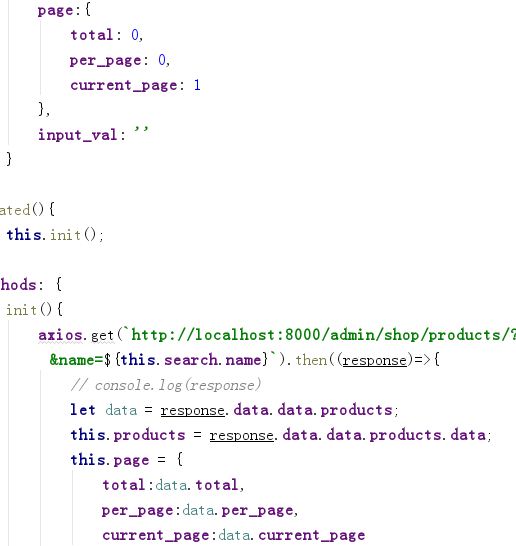 page:{
total: 0,
per_page: 0,
current_page: 1
},
input_val: ''
}
ated(){
this.init();
hods: {
init(){
axios.get(`http://localhost:8000/admin/shop/products/?
&name=${this.search.name}`).then((response)=>{
// console.log(response)
let data = response.data.data.products;
this.products = response.data.data.products.data;
this.page = {
total:data.total,
per_page:data.per_page,
current_page:data.current_page